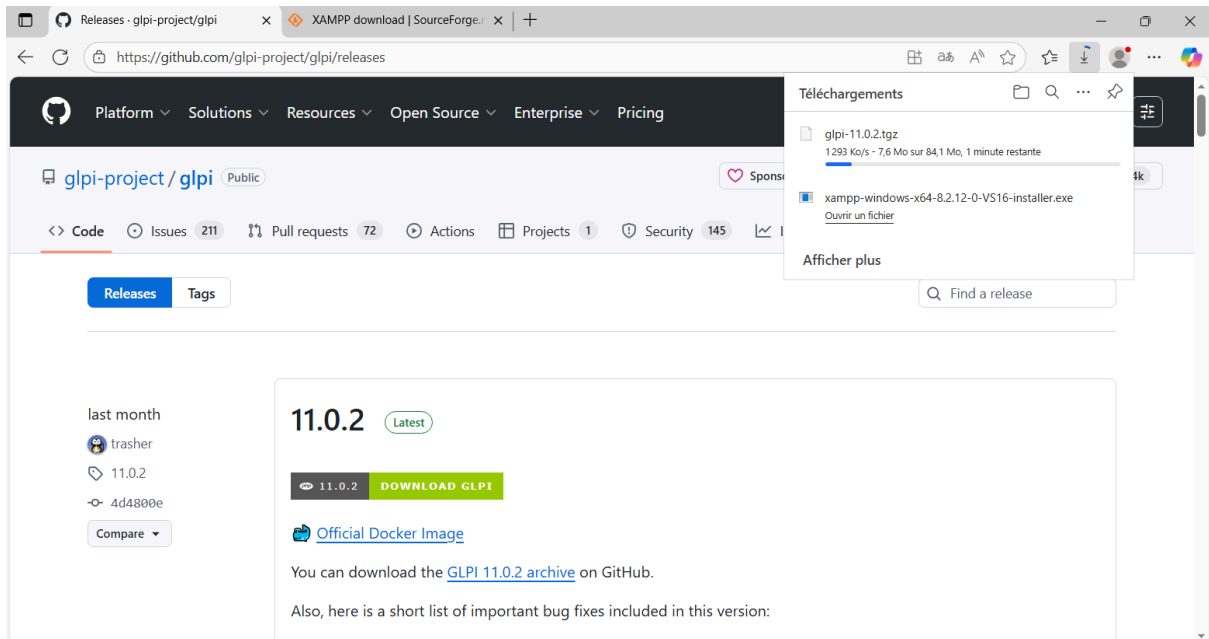 Releases · glpi-project/glpi
XAMPP download | SourceForge.n
https://github.com/glpi-project/glpi/releases
Platform Solutions Resources Open Source Enterprise Pricing
Téléchargements
glpi-11.0.2.tgz
1 293 Ko/s - 7,6 Mo sur 84,1 Mo, 1 minute restante
xampp-windows-x64-8.2.12-0-VS16-installer.exe
Ouvrir un fichier
Afficher plus
glpi-project / glpi Public
Sponso
4k
Code Issues 211 Pull requests 72 Actions Projects 1 Security 145 I
Releases Tags
Find a release
last month
trasher
11.0.2
4d4800e
Compare
11.0.2 Latest
11.0.2 DOWNLOAD GLPI
Official Docker Image
You can download the GLPI 11.0.2 archive on GitHub.
Also, here is a short list of important bug fixes included in this version: